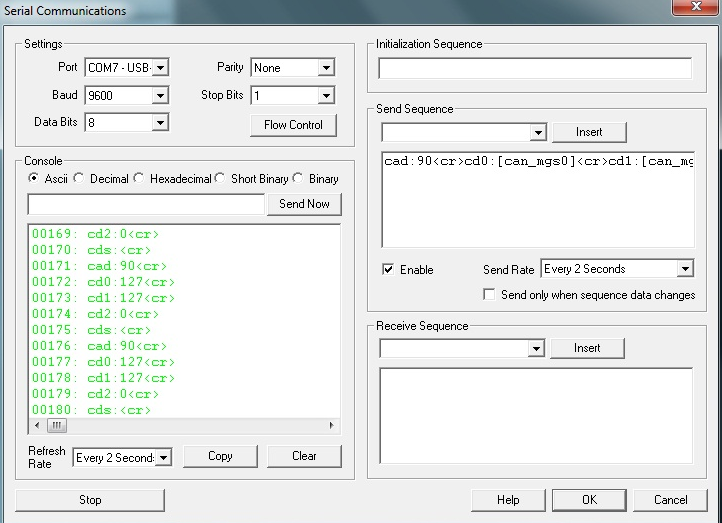 Serial Communications
Settings
Port COM7 - USB- Parity None
Baud 9600 Stop Bits 1
Data Bits 8 Flow Control
Console
Ascii Decimal Hexadecimal Short Binary Binary
Send Now
00169: cd2:0<cr>
00170: cds:<cr>
00171: cad:90<cr>
00172: cd0:127<cr>
00173: cd1:127<cr>
00174: cd2:0<cr>
00175: cds:<cr>
00176: cad:90<cr>
00177: cd0:127<cr>
00178: cd1:127<cr>
00179: cd2:0<cr>
00180: cds:<cr>
Refresh Rate Every 2 Second: Copy Clear
Stop
Initialization Sequence
Send Sequence
Insert
cad:90<cr>cd0:[can_mgs0]<cr>cd1:[can_mg
Enable Send Rate Every 2 Seconds
Send only when sequence data changes
Receive Sequence
Insert
Help OK Cancel